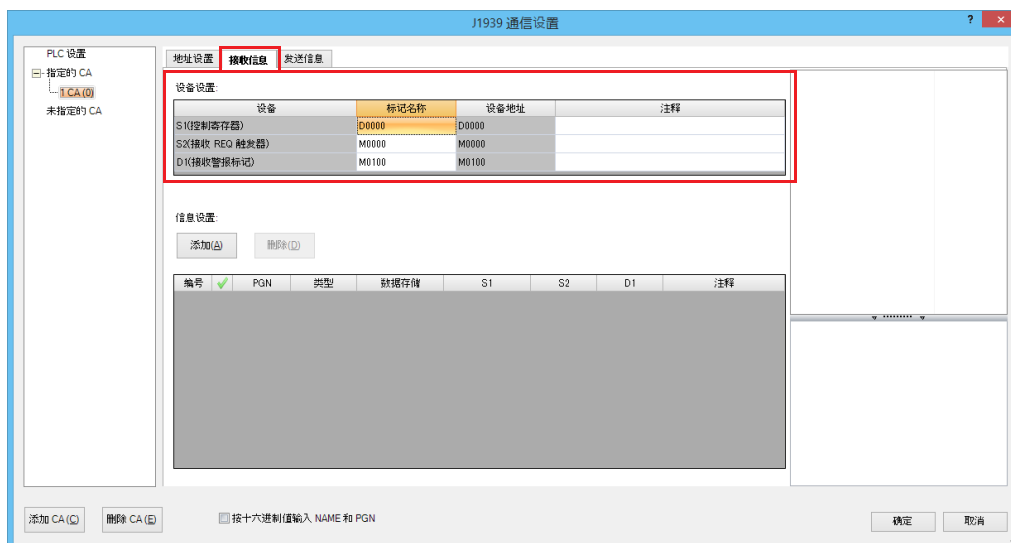 J1939 通信设置
?
×
PLC 设置
指定的 CA
1 CA (0)
未指定的 CA
地址设置 接收信息 发送信息
设备设置:
设备 标记名称 设备地址 注释
S1(控制寄存器) D0000 D0000
S2(接收 REQ 触发器) M0000 M0000
D1(接收警报标记) M0100 M0100
信息设置:
添加(A) 删除(D)
编号 PGN 类型 数据存储 S1 S2 D1 注释
添加 CA (C) 删除 CA (E) 按十六进制值输入 NAME 和 PGN 确定 取消